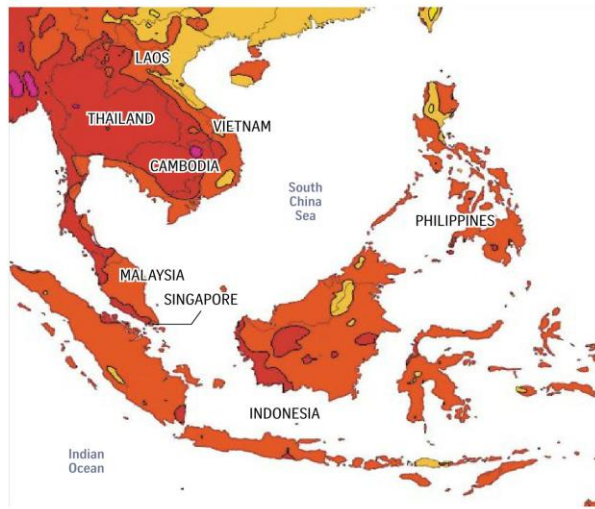 LAOS
THAILAND
VIETNAM
CAMBODIA
South
China
Sea
PHILIPPINES
MALAYSIA
SINGAPORE
INDONESIA
Indian
Ocean